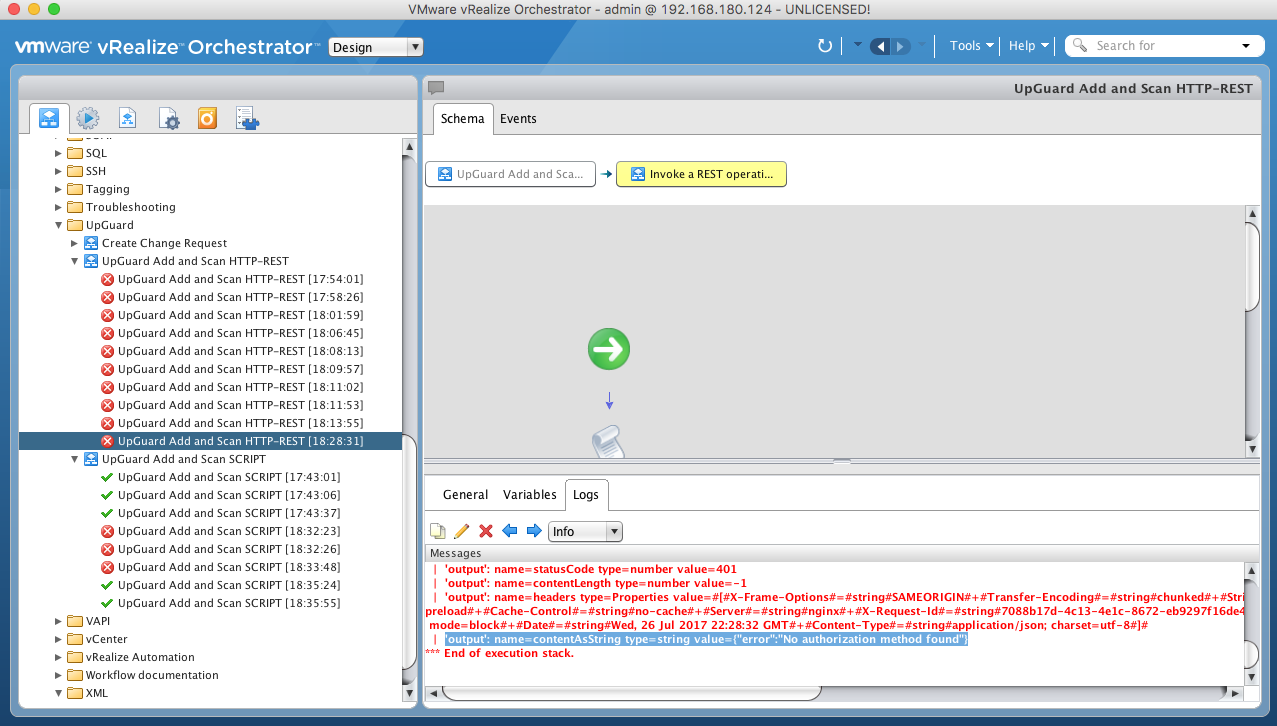 VMware vRealize Orchestrator - admin @ 192.168.180.124 - UNLICENSED!
vmware vRealize™ Orchestrator™ Design
Tools Help Search for
UpGuard Add and Scan HTTP-REST
Schema Events
UpGuard Add and Sca... Invoke a REST operati...
SQL
SSH
Tagging
Troubleshooting
UpGuard
Create Change Request
UpGuard Add and Scan HTTP-REST
UpGuard Add and Scan HTTP-REST [17:54:01]
UpGuard Add and Scan HTTP-REST [17:58:26]
UpGuard Add and Scan HTTP-REST [18:01:59]
UpGuard Add and Scan HTTP-REST [18:06:45]
UpGuard Add and Scan HTTP-REST [18:08:13]
UpGuard Add and Scan HTTP-REST [18:09:57]
UpGuard Add and Scan HTTP-REST [18:11:02]
UpGuard Add and Scan HTTP-REST [18:11:53]
UpGuard Add and Scan HTTP-REST [18:13:55]
UpGuard Add and Scan HTTP-REST [18:28:31]
UpGuard Add and Scan SCRIPT
UpGuard Add and Scan SCRIPT [17:43:01]
UpGuard Add and Scan SCRIPT [17:43:06]
UpGuard Add and Scan SCRIPT [17:43:37]
UpGuard Add and Scan SCRIPT [18:32:23]
UpGuard Add and Scan SCRIPT [18:32:26]
UpGuard Add and Scan SCRIPT [18:33:48]
UpGuard Add and Scan SCRIPT [18:35:24]
UpGuard Add and Scan SCRIPT [18:35:55]
VAPI
vCenter
vRealize Automation
Workflow documentation
XML
General Variables Logs
Info
Messages
| 'output': name=statusCode type=number value=401
| 'output': name=contentLength type=number value=-1
| 'output': name=headers type=Properties value=#[#X-Frame-Options#=#string#SAMEORIGIN#+#Transfer-Encoding#=#string#chunked#+#Stri
preload#+#Cache-Control#=#string#no-cache#+#Server#=#string#nginx#+#X-Request-Id#=#string#7088b17d-4c13-4e1c-8672-eb9297f16de4
mode=block#+#Date#=#string#Wed, 26 Jul 2017 22:28:32 GMT#+#Content-Type#=#string#application/json; charset=utf-8#]#
| 'output': name=contentAsString type=string value={"error":"No authorization method found"}
*** End of execution stack.